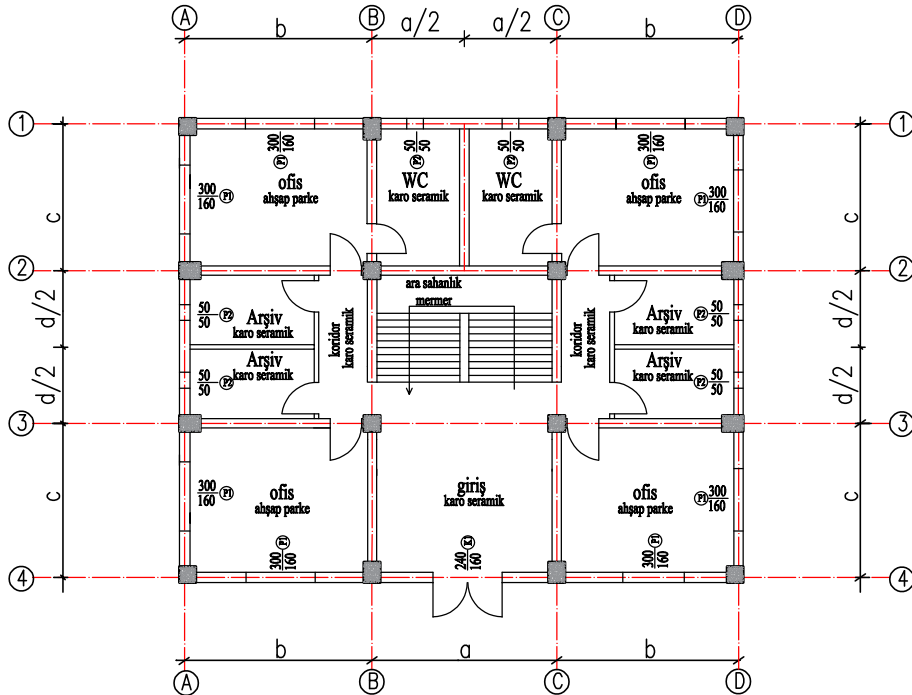 A B C D
b a/2 a/2 b
1 1
300 50 50 300
160 50 50 160
P1 P2 P2 P1
ofis WC WC ofis
ahşap parke karo seramik karo seramik ahşap parke
300 P1 P1 300
160 160
c c
2 2
ara sahanlık
mermer
50 P2 Arşiv Arşiv P2 50
50 karo seramik karo seramik 50
koridor koridor
karo seramik karo seramik
d/2 d/2
50 P2 Arşiv Arşiv P2 50
50 karo seramik karo seramik 50
d/2 d/2
3 3
300 P1 ofis giriş ofis P1 300
160 ahşap parke karo seramik ahşap parke 160
c c
P1 K1 P1
300 240 300
160 160 160
4 4
b a b
A B C D